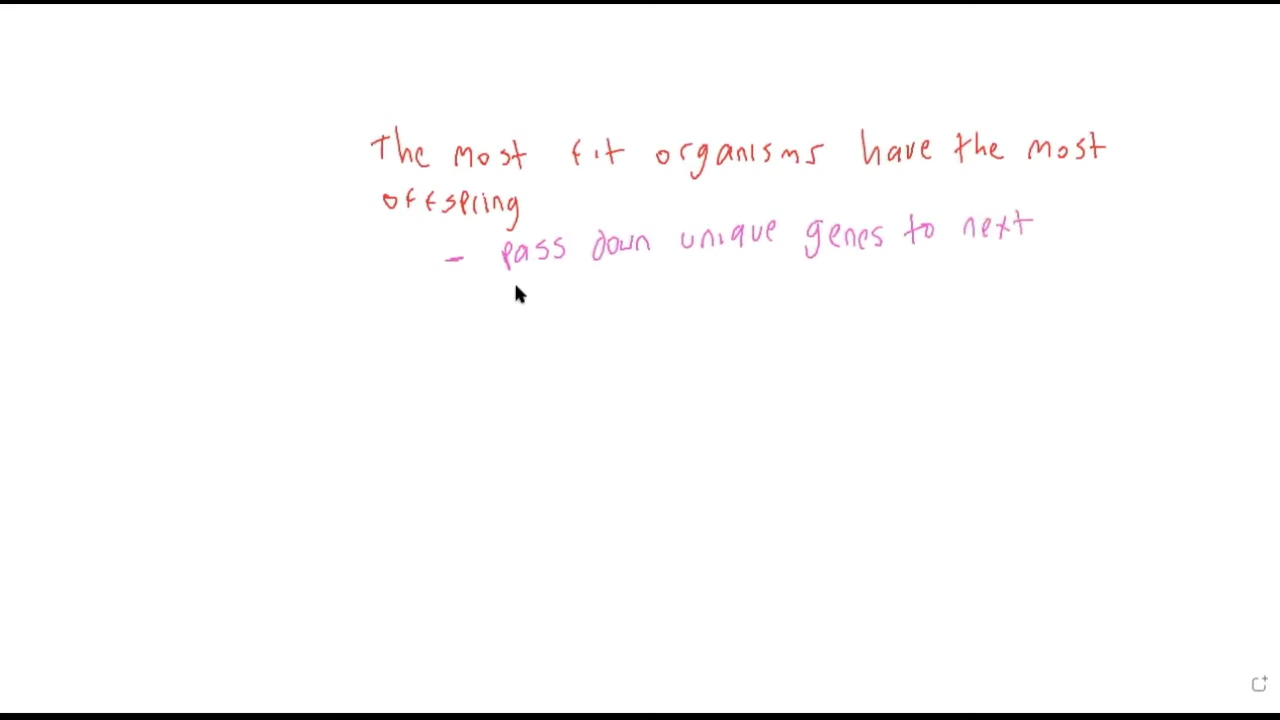 The most fit organisms have the most
offspring
- pass down unique genes to next